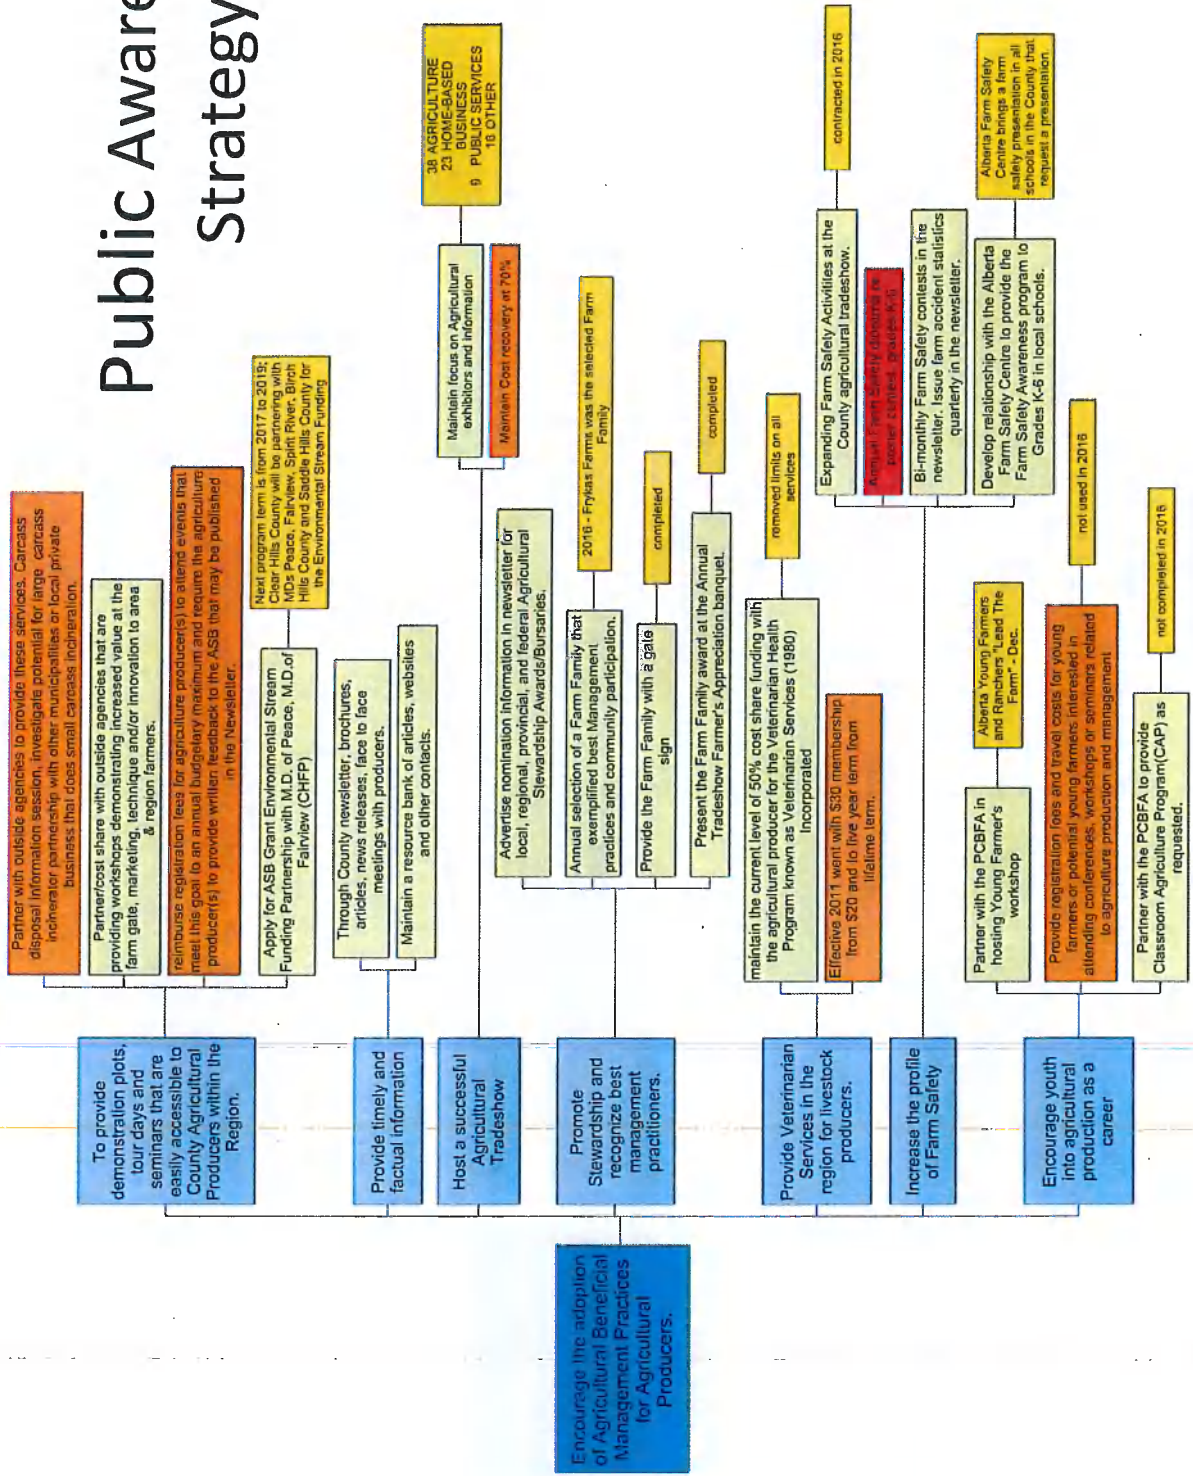 Public Aware
Strategy
Encourage the adoption
of Agricultural Beneficial
Management Practices
for Agricultural
Producers.
To provide
demonstration plots,
tour days and
seminars that are
easily accessible to
County Agricultural
Producers within the
Region.
Partner with outside agencies to provide these services. Carcass
disposal information session, investigate potential for large carcass
incinerator partnership with other municipalities or local private
business that does small carcass incineration.
Partner/cost share with outside agencies that are
providing workshops demonstrating increased value at the
farm gate, marketing, technique and/or innovation to area
& region farmers.
reimburse registration fees for agriculture producer(s) to attend events that
meet this goal to an annual budgetary maximum and require the agriculture
producer(s) to provide written feedback to the ASB that may be published
in the Newsletter.
Apply for ASB Grant Environmental Stream
Funding Partnership with M.D. of Peace, M.D.of
Fairview (CHFP)
Next program term is from 2017 to 2019;
Clear Hills County will be partnering with
MDs Peace, Fairview, Spirit River, Birch
Hills County and Saddle Hills County for
the Environmental Stream Funding
Provide timely and
factual information
Through County newsletter, brochures,
articles, news releases, face to face
meetings with producers.
Maintain a resource bank of articles, websites
and other contacts.
Host a successful
Agricultural
Tradeshow
Maintain focus on Agricultural
exhibitors and information
38 AGRICULTURE
23 HOME-BASED
BUSINESS
9 PUBLIC SERVICES
16 OTHER
Maintain Cost recovery at 70%
Promote
Stewardship and
recognize best
management
practitioners.
Advertise nomination information in newsletter for
local, regional, provincial, and federal Agricultural
Stewardship Awards/Bursaries.
Annual selection of a Farm Family that
exemplified best Management
practices and community participation.
2016 - Frykas Farms was the selected Farm
Family
Provide the Farm Family with a gate
sign
completed
Present the Farm Family award at the Annual
Tradeshow Farmer's Appreciation banquet.
completed
Provide Veterinarian
Services in the
region for livestock
producers.
maintain the current level of 50% cost share funding with
the agricultural producer for the Veterinarian Health
Program known as Veterinarian Services (1980)
Incorporated
removed limits on all
services
Effective 2011 went with $30 membership
from $20 and to five year term from
lifetime term.
Increase the profile
of Farm Safety
Expanding Farm Safety Activitiles at the
County agricultural tradeshow.
contracted in 2016
Annual Farm Safety
poster contest, grades K-6
Bi-monthly Farm Safety contests in the
newsletter. Issue farm accident statistics
quarterly in the newsletter.
Develop relationship with the Alberta
Farm Safety Centre to provide the
Farm Safety Awareness program to
Grades K-6 in local schools.
Alberta Farm Safety
Centre brings a farm
safety presentation in all
schools in the County that
request a presentation.
Encourage youth
into agricultural
production as a
career
Partner with the PCBFA in
hosting Young Farmer's
workshop
Alberta Young Farmers
and Ranchers "Lead The
Farm" - Dec.
Provide registration fees and travel costs for young
farmers or potential young farmers interested in
attending conferences, workshops or seminars related
to agriculture production and management
not used in 2016
Partner with the PCBFA to provide
Classroom Agriculture Program(CAP) as
requested.
not completed in 2016